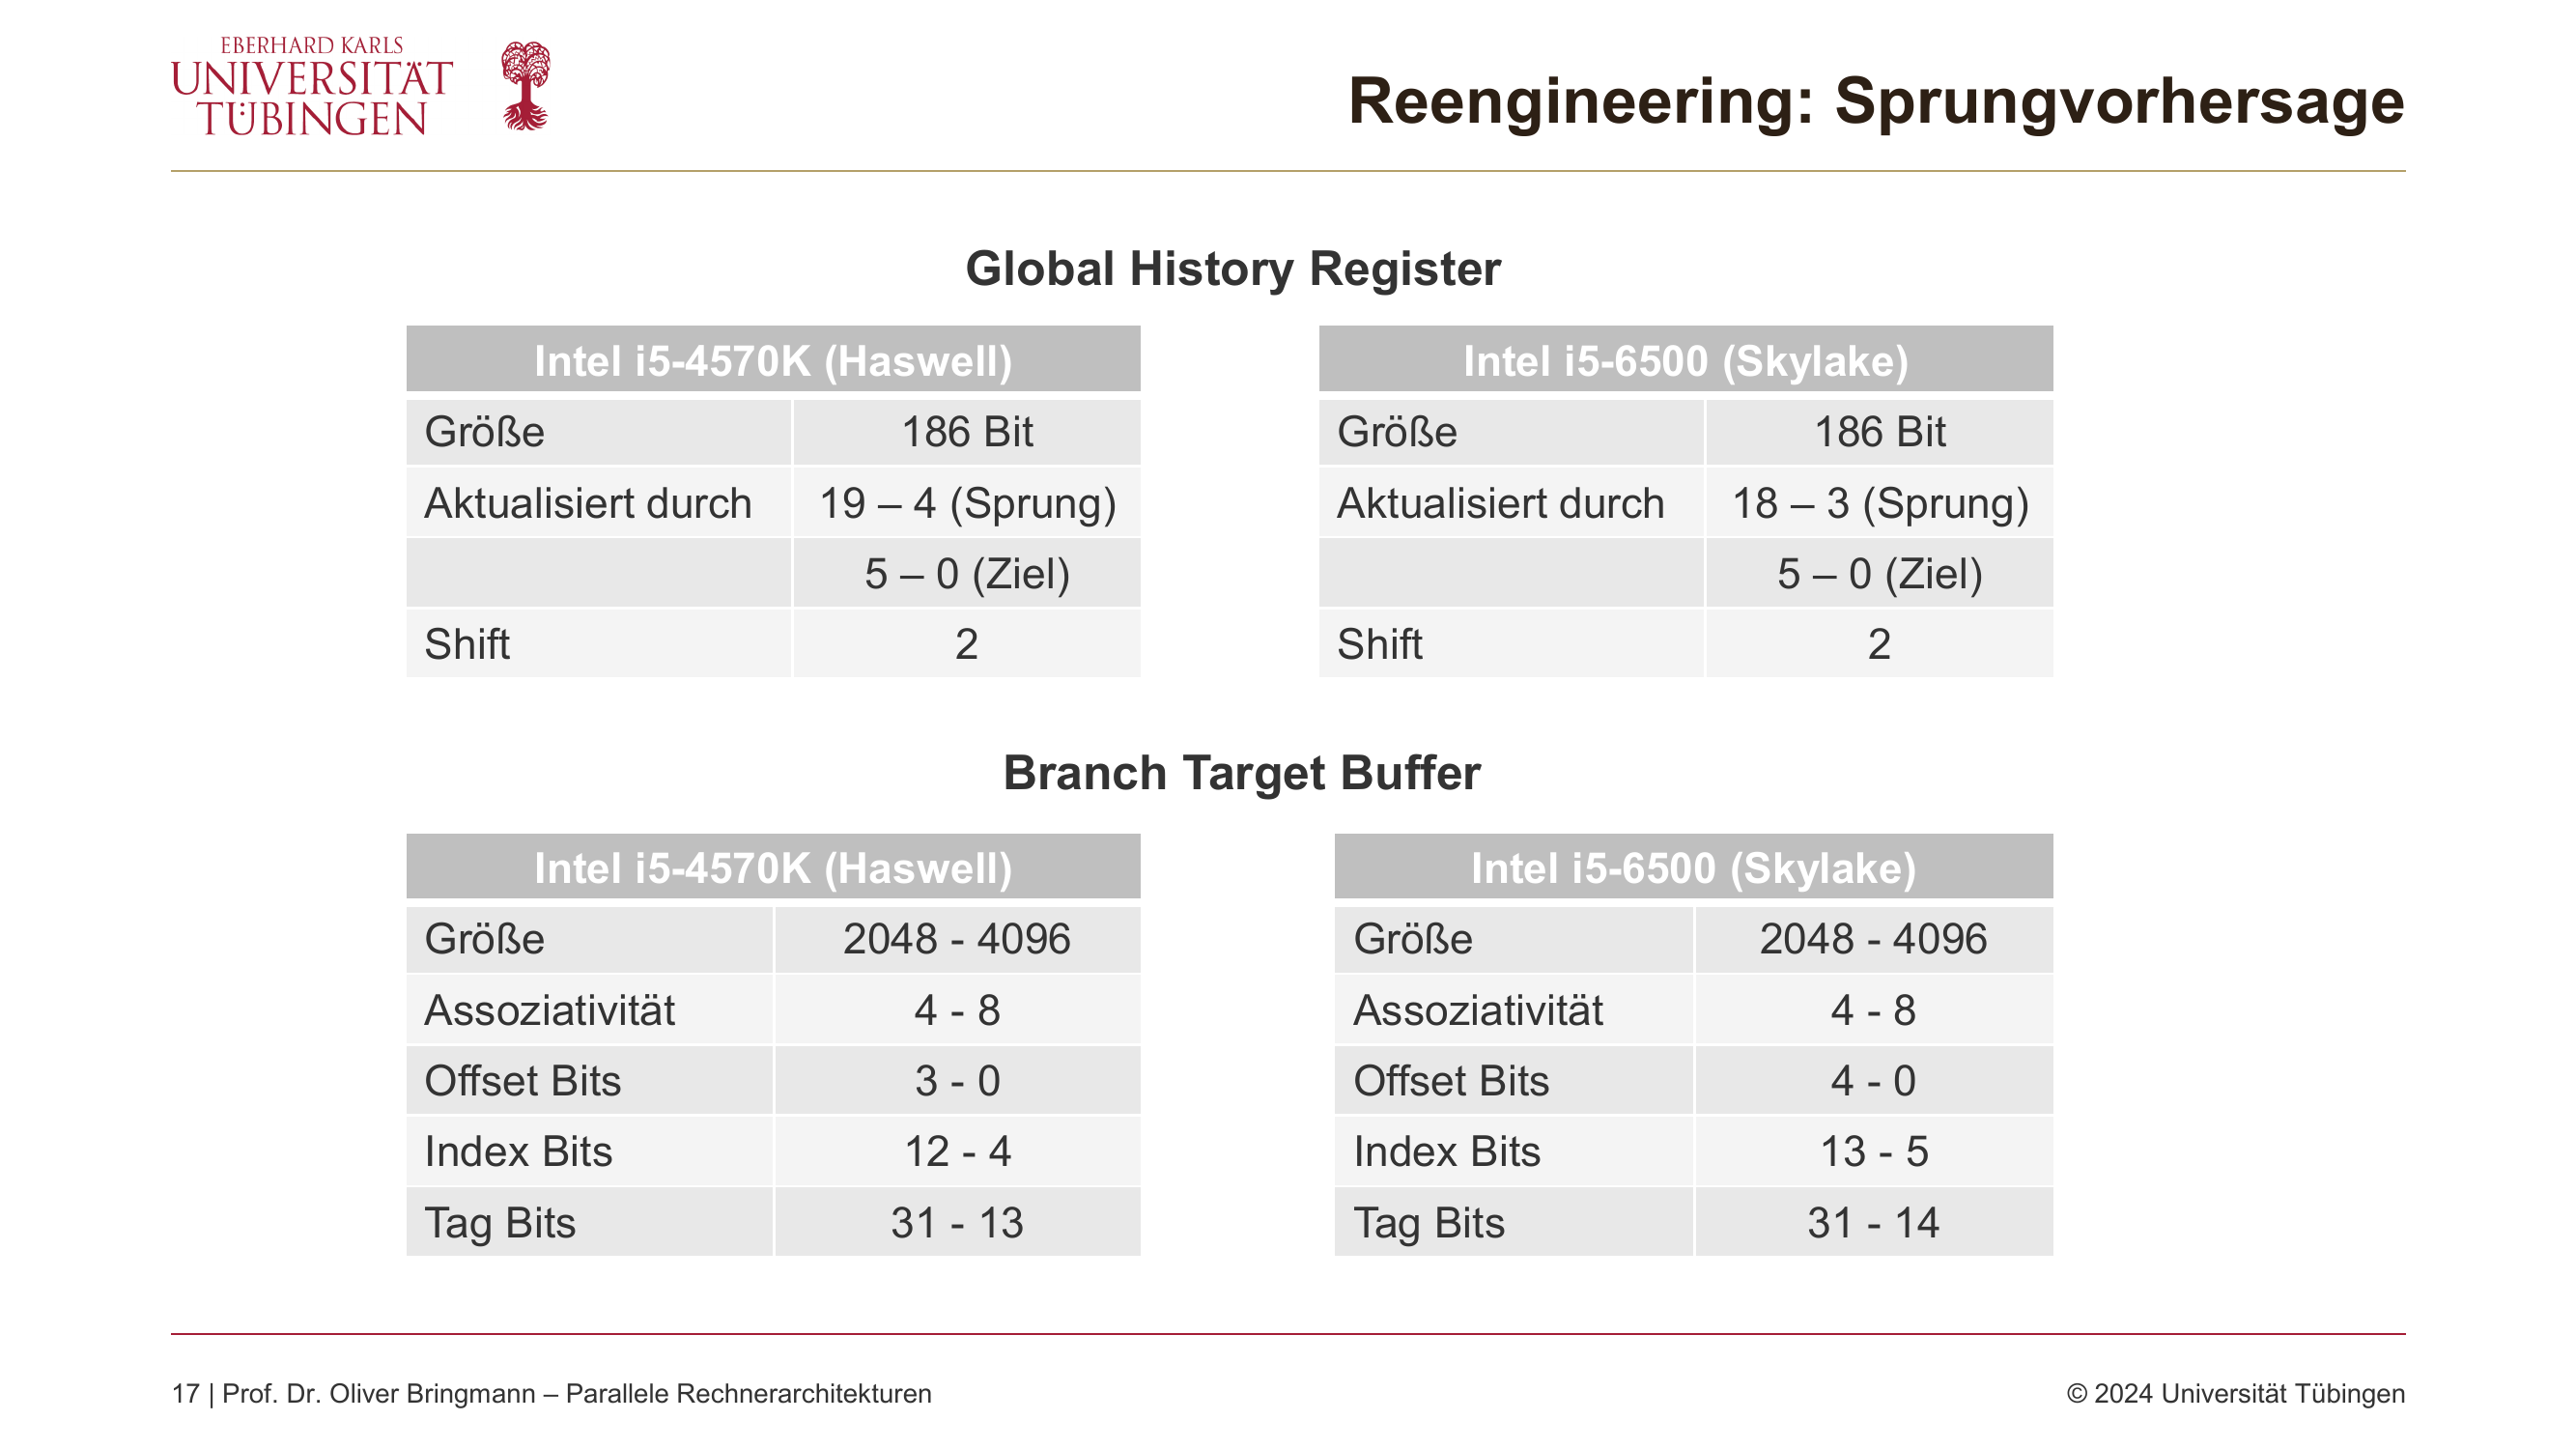 EBERHARD KARLS
UNIVERSITÄT
TÜBINGEN
Reengineering: Sprungvorhersage
Global History Register
Intel i5-4570K (Haswell)
Größe 186 Bit
Aktualisiert durch 19 – 4 (Sprung)
5 – 0 (Ziel)
Shift 2
Intel i5-6500 (Skylake)
Größe 186 Bit
Aktualisiert durch 18 – 3 (Sprung)
5 – 0 (Ziel)
Shift 2
Branch Target Buffer
Intel i5-4570K (Haswell)
Größe 2048 - 4096
Assoziativität 4 - 8
Offset Bits 3 - 0
Index Bits 12 - 4
Tag Bits 31 - 13
Intel i5-6500 (Skylake)
Größe 2048 - 4096
Assoziativität 4 - 8
Offset Bits 4 - 0
Index Bits 13 - 5
Tag Bits 31 - 14
17 | Prof. Dr. Oliver Bringmann – Parallele Rechnerarchitekturen
© 2024 Universität Tübingen